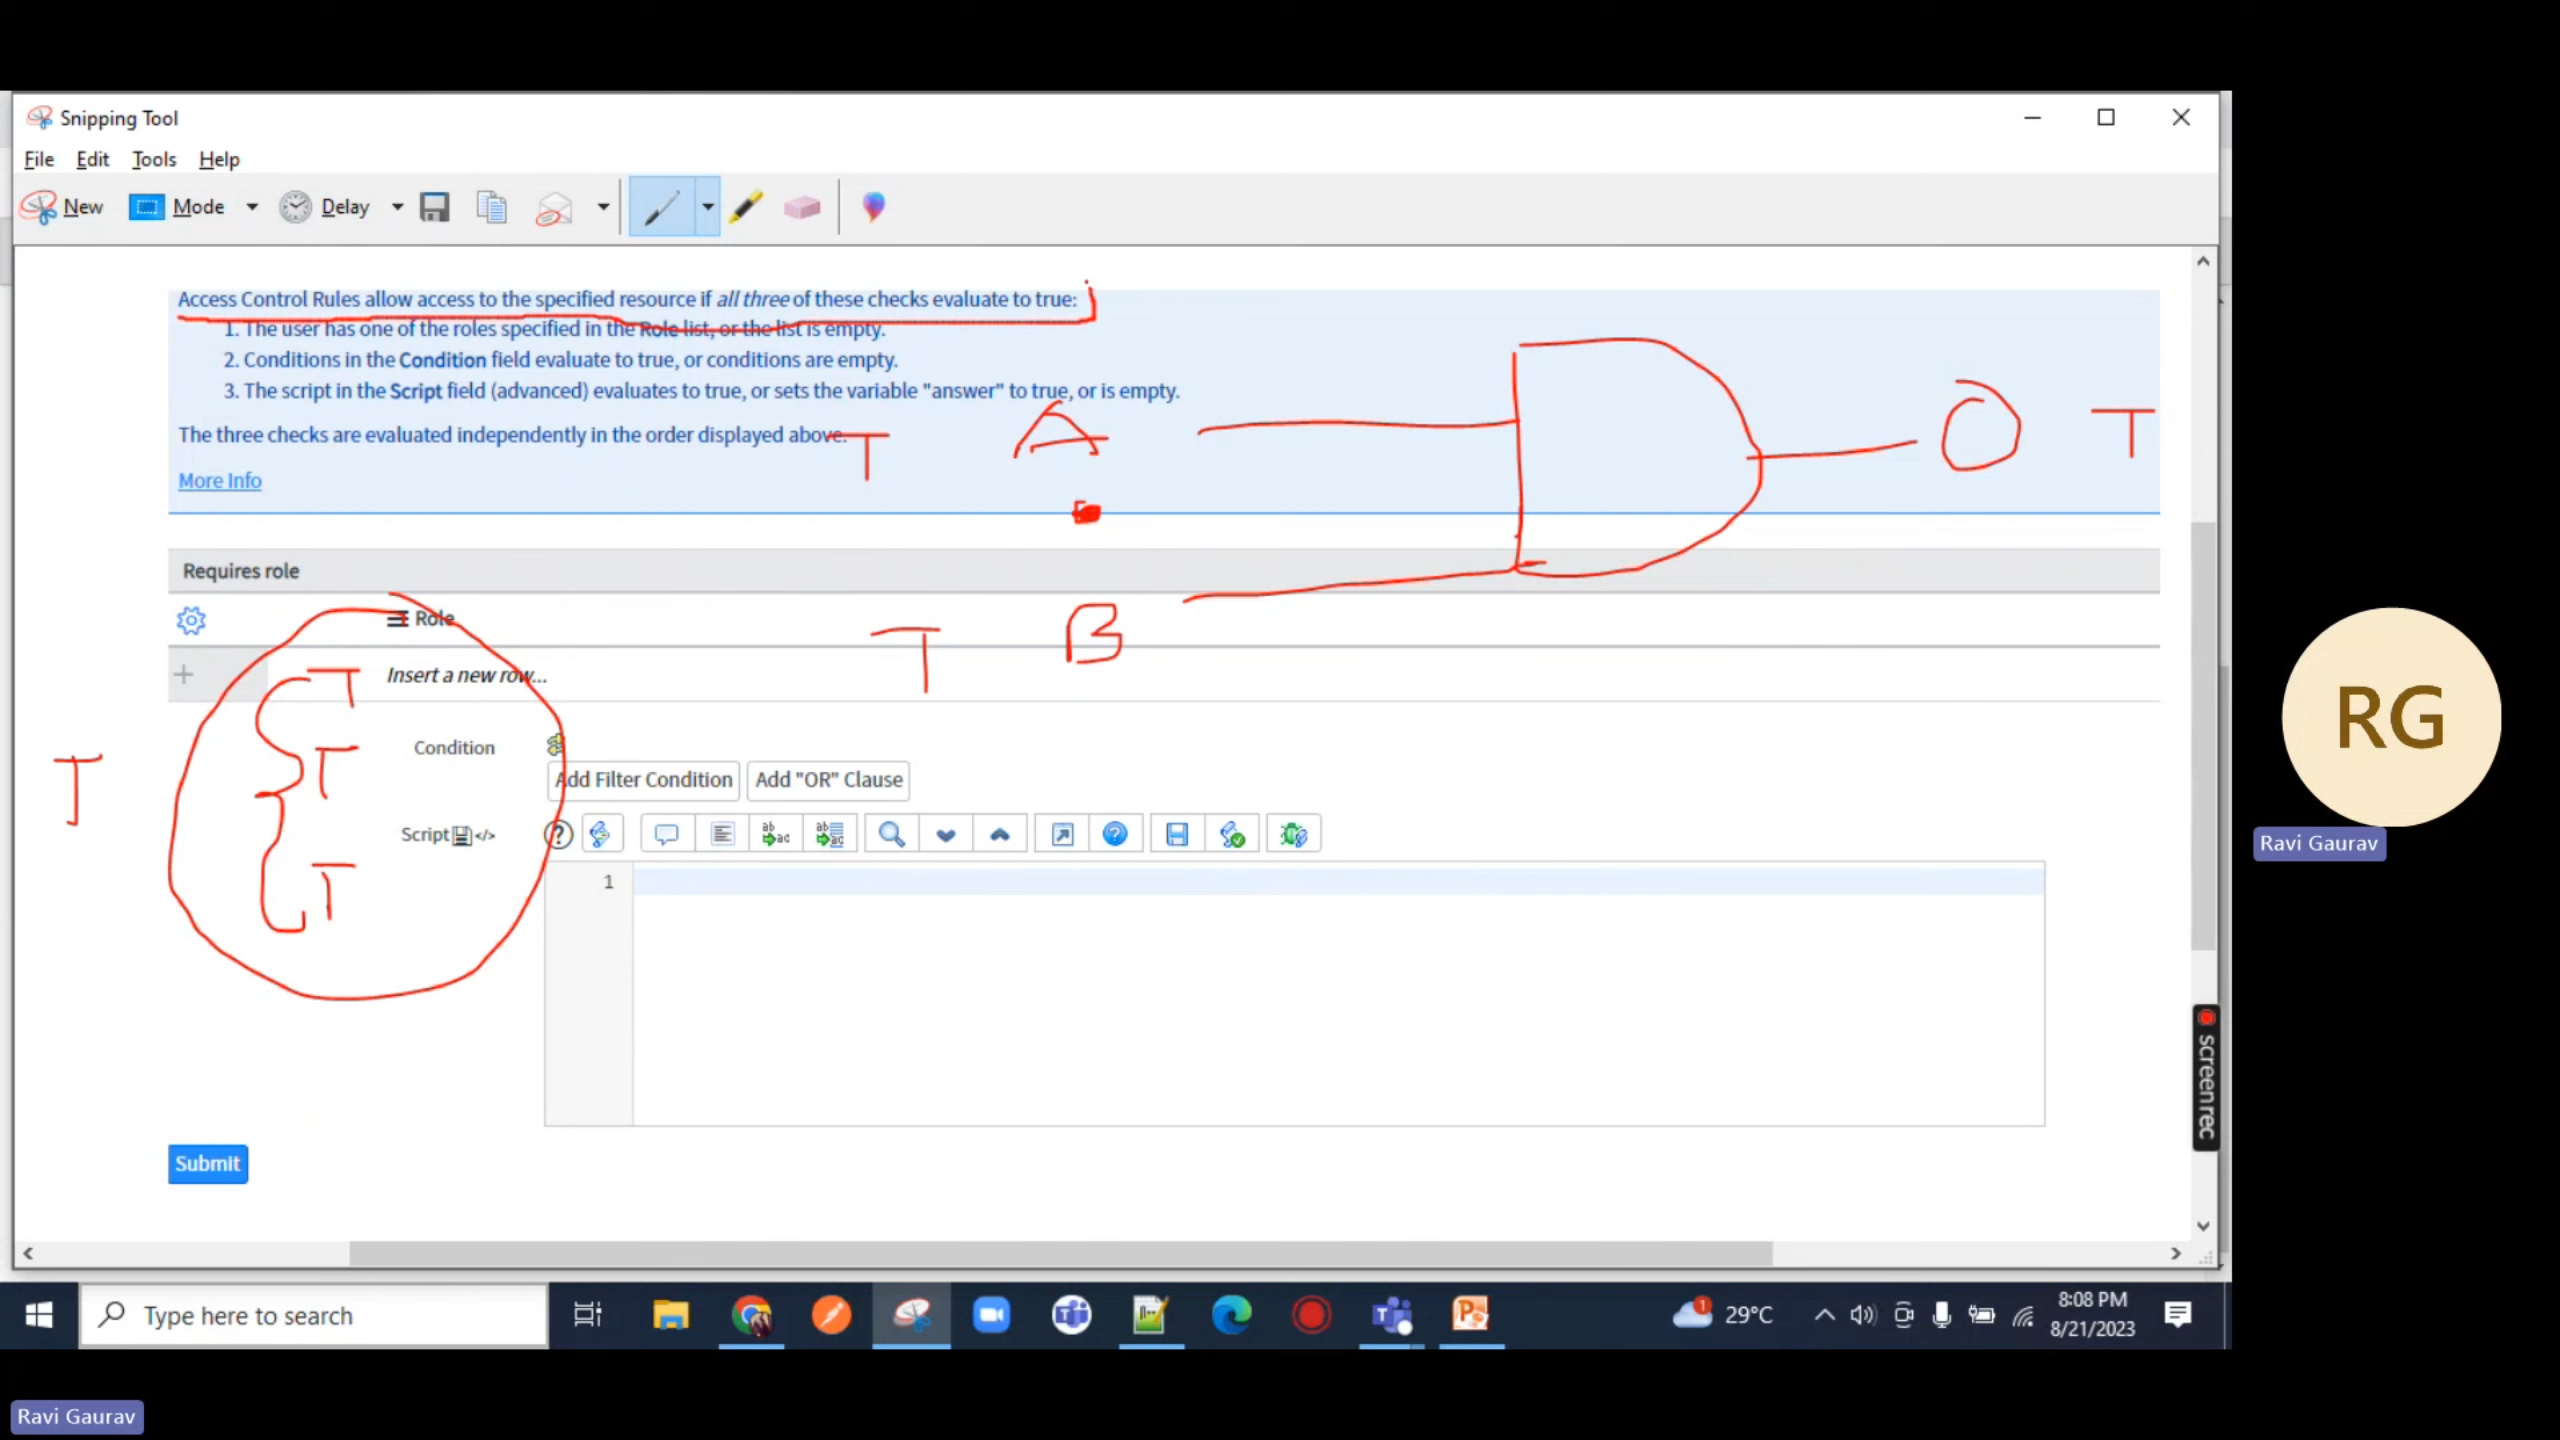 Snipping Tool
File Edit Tools Help
New Mode Delay
Access Control Rules allow access to the specified resource if all three of these checks evaluate to true:
1. The user has one of the roles specified in the Role list, or the list is empty.
2. Conditions in the Condition field evaluate to true, or conditions are empty.
3. The script in the Script field (advanced) evaluates to true, or sets the variable "answer" to true, or is empty.
The three checks are evaluated independently in the order displayed above.
T A O T
More Info
Requires role
Role
T B
T Insert a new row...
T T Condition
Add Filter Condition Add "OR" Clause
Script </>
T
1
Submit
screenrec
RG
Ravi Gaurav
Type here to search
29°C
8:08 PM
8/21/2023
Ravi Gaurav